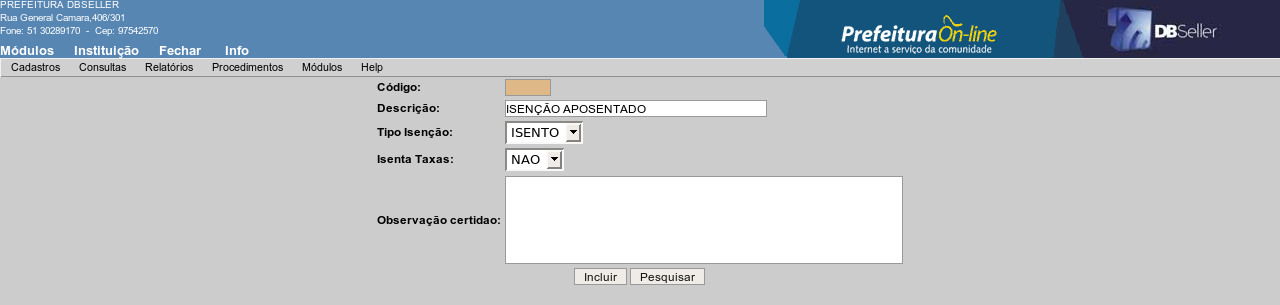 PREFEITURA DBSELLER
Rua General Camara,406/301
Fone: 51 30289170 - Cep: 97542570
Prefeitura On-line
Internet a serviço da comunidade
DBSeller
Módulos Instituição Fechar Info
Cadastros Consultas Relatórios Procedimentos Módulos Help
Código:
Descrição: ISENÇÃO APOSENTADO
Tipo Isenção: ISENTO
Isenta Taxas: NAO
Observação certidao:
Incluir Pesquisar